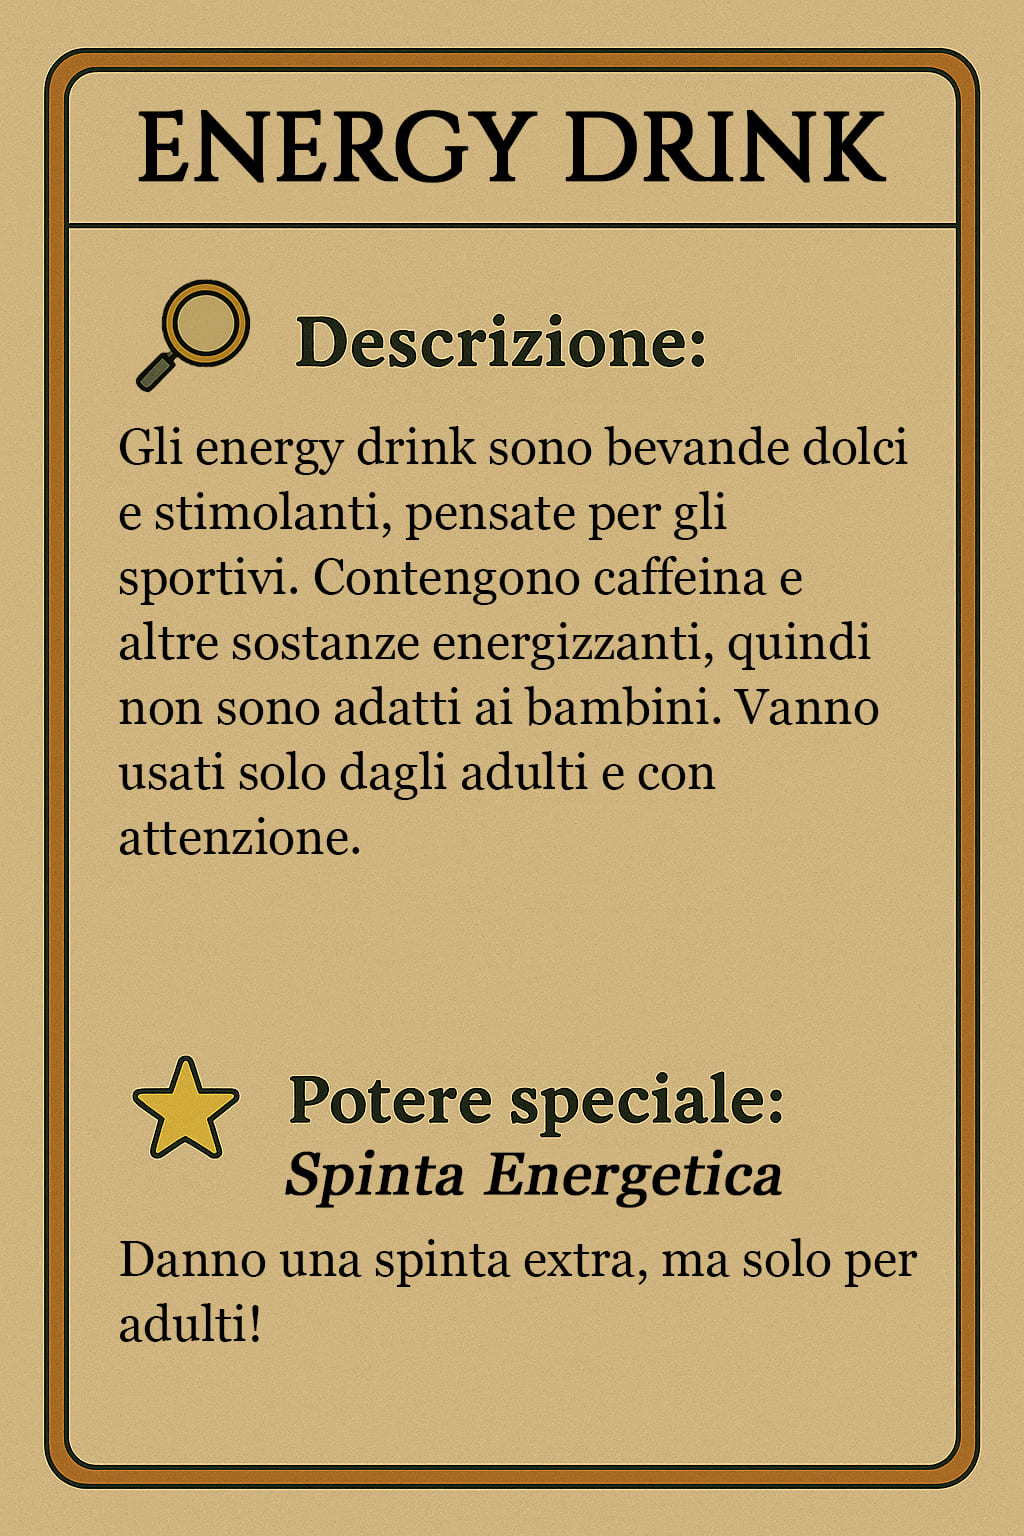 ENERGY DRINK
Descrizione:
Gli energy drink sono bevande dolci
e stimolanti, pensate per gli
sportivi. Contengono caffeina e
altre sostanze energizzanti, quindi
non sono adatti ai bambini. Vanno
usati solo dagli adulti e con
attenzione.
Potere speciale:
Spinta Energetica
Danno una spinta extra, ma solo per
adulti!